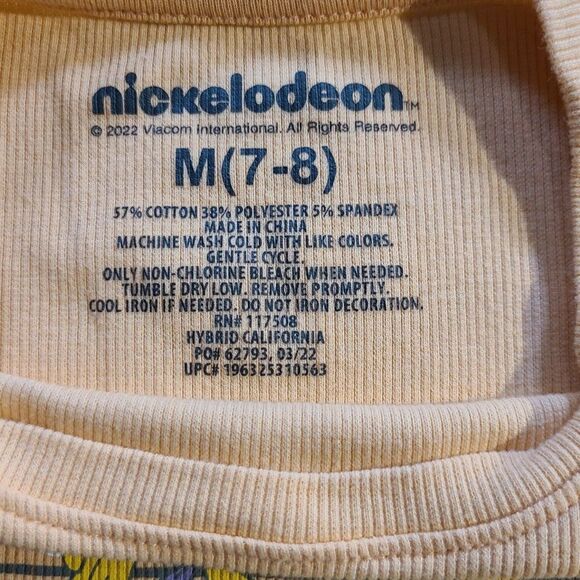 nickelodeon™
© 2022 Viacom International. All Rights Reserved.
M(7-8)
57% COTTON 38% POLYESTER 5% SPANDEX
MADE IN CHINA
MACHINE WASH COLD WITH LIKE COLORS.
GENTLE CYCLE.
ONLY NON-CHLORINE BLEACH WHEN NEEDED.
TUMBLE DRY LOW. REMOVE PROMPTLY.
COOL IRON IF NEEDED. DO NOT IRON DECORATION.
RN# 117508
HYBRID CALIFORNIA
PO# 62793, 03/22
UPC# 196325310563